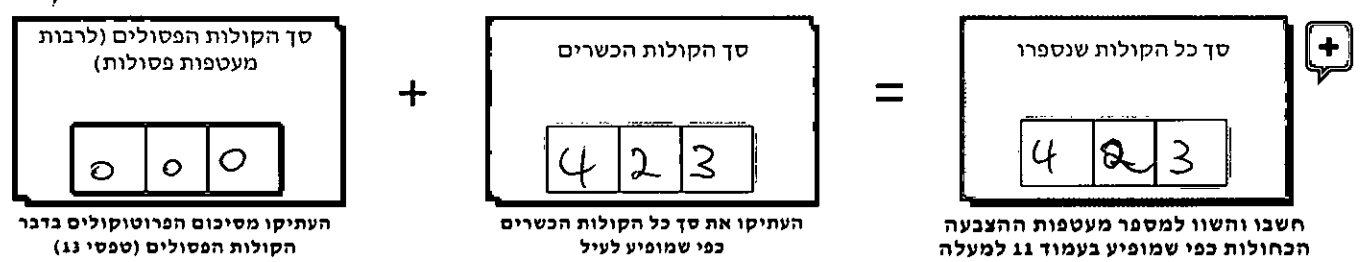 סך הקולות הפסולים (לרבות
מעטפות פסולות)
0 0 0
העתיקו מסיכום הפרוטוקולים בדבר
הקולות הפסולים (טפסי 13)
+
סך הקולות הכשרים
4 2 3
העתיקו את סך כל הקולות הכשרים
כפי שמופיע לעיל
=
סך כל הקולות שנספרו
4 2 3
חשבו והשוו למספר מעטפות ההצבעה
הכחולות כפי שמופיע בעמוד 11 למעלה
+